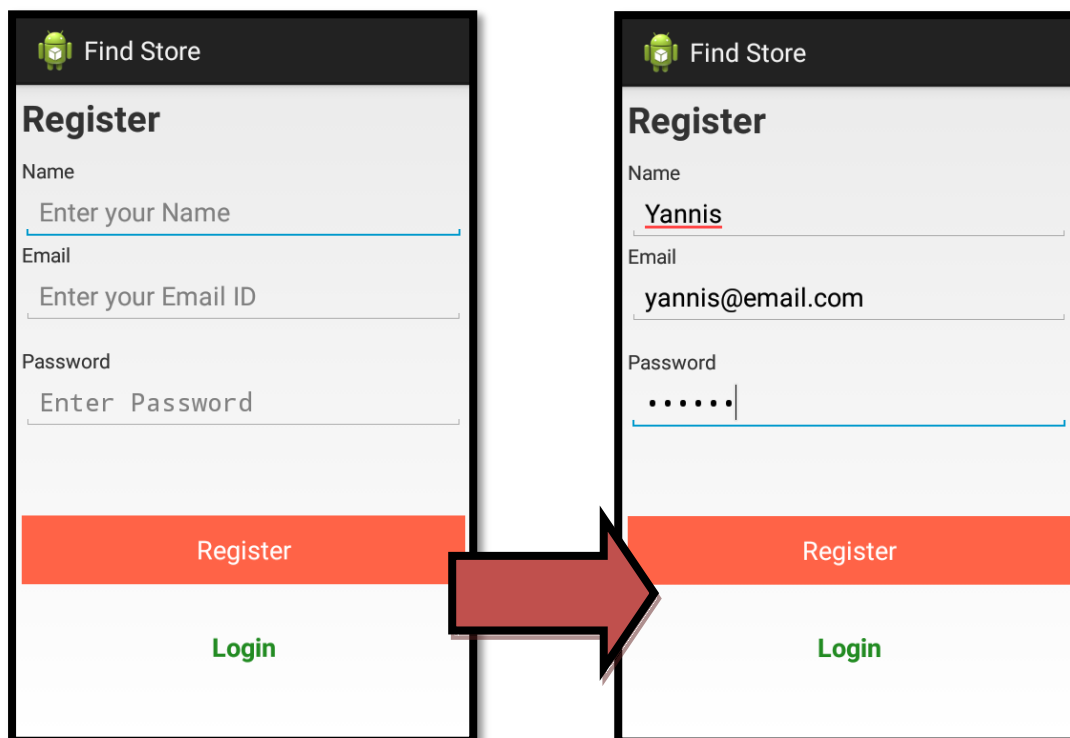 Find Store
Register
Name
Enter your Name
Email
Enter your Email ID
Password
Enter Password
Register
Login
Find Store
Register
Name
Yannis
Email
yannis@email.com
Password
••••••
Register
Login